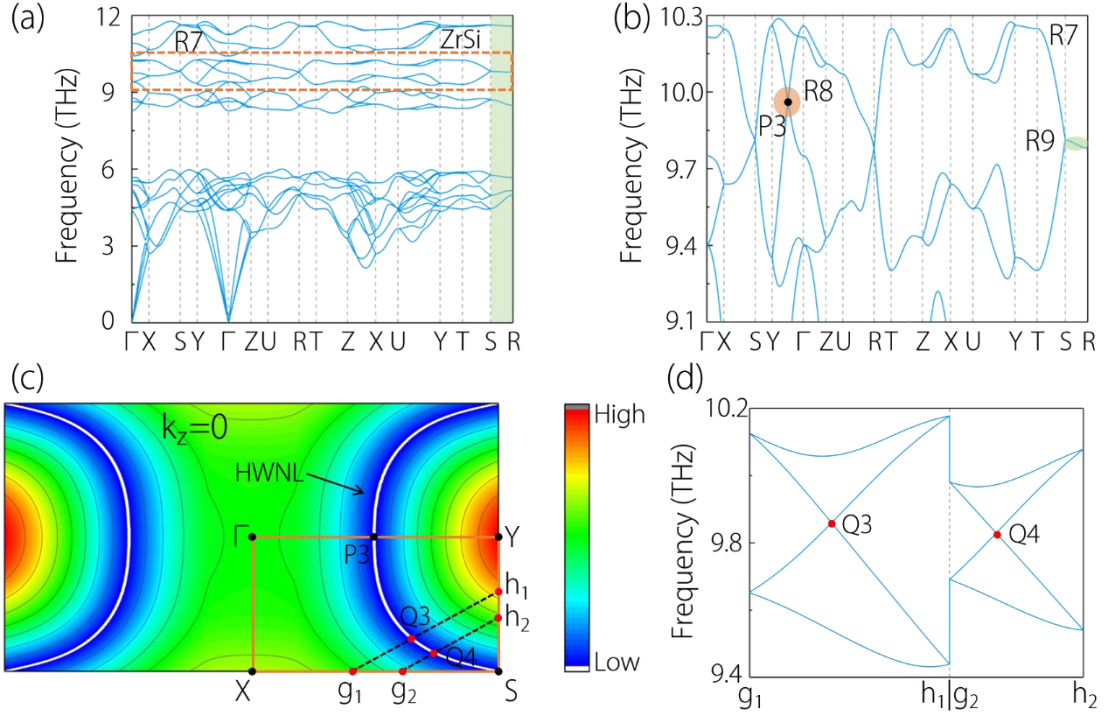 (a)
12
9
6
3
0
Frequency (THz)
R7
ZrSi
Γ X S Y Γ Z U R T Z X U Y T S R
(b)
10.3
10.0
9.7
9.4
9.1
Frequency (THz)
R7
R8
P3
R9
Γ X S Y Γ Z U R T Z X U Y T S R
(c)
k_z=0
HWNL
Γ
P3
Y
h₁
h₂
Q3
Q4
X
g₁
g₂
S
High
Low
(d)
10.2
9.8
9.4
Frequency (THz)
Q3
Q4
g₁
h₁|g₂
h₂